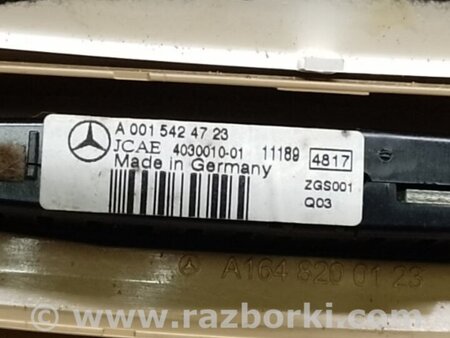 A 001 542 47 23
JCAE 4030010-01 11189 4817
Made in Germany
ZGS001
Q03
A164 820 01 23
www.razborki.com